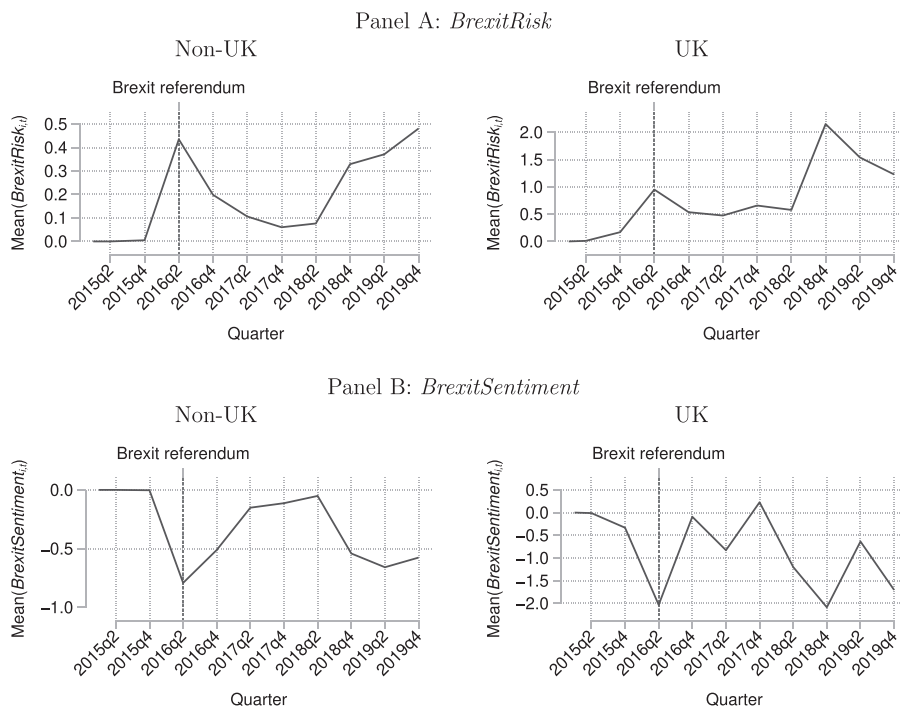 Panel A: BrexitRisk
Non-UK
UK
Brexit referendum
Mean(BrexitRisk_{i,t})
0.5
0.4
0.3
0.2
0.1
0.0
2015q2
2015q4
2016q2
2016q4
2017q2
2017q4
2018q2
2018q4
2019q2
2019q4
Quarter
Brexit referendum
Mean(BrexitRisk_{i,t})
2.0
1.5
1.0
0.5
0.0
2015q2
2015q4
2016q2
2016q4
2017q2
2017q4
2018q2
2018q4
2019q2
2019q4
Quarter
Panel B: BrexitSentiment
Non-UK
UK
Brexit referendum
Mean(BrexitSentiment_{i,t})
0.0
−0.5
−1.0
2015q2
2015q4
2016q2
2016q4
2017q2
2017q4
2018q2
2018q4
2019q2
2019q4
Quarter
Brexit referendum
Mean(BrexitSentiment_{i,t})
0.5
0.0
−0.5
−1.0
−1.5
−2.0
2015q2
2015q4
2016q2
2016q4
2017q2
2017q4
2018q2
2018q4
2019q2
2019q4
Quarter